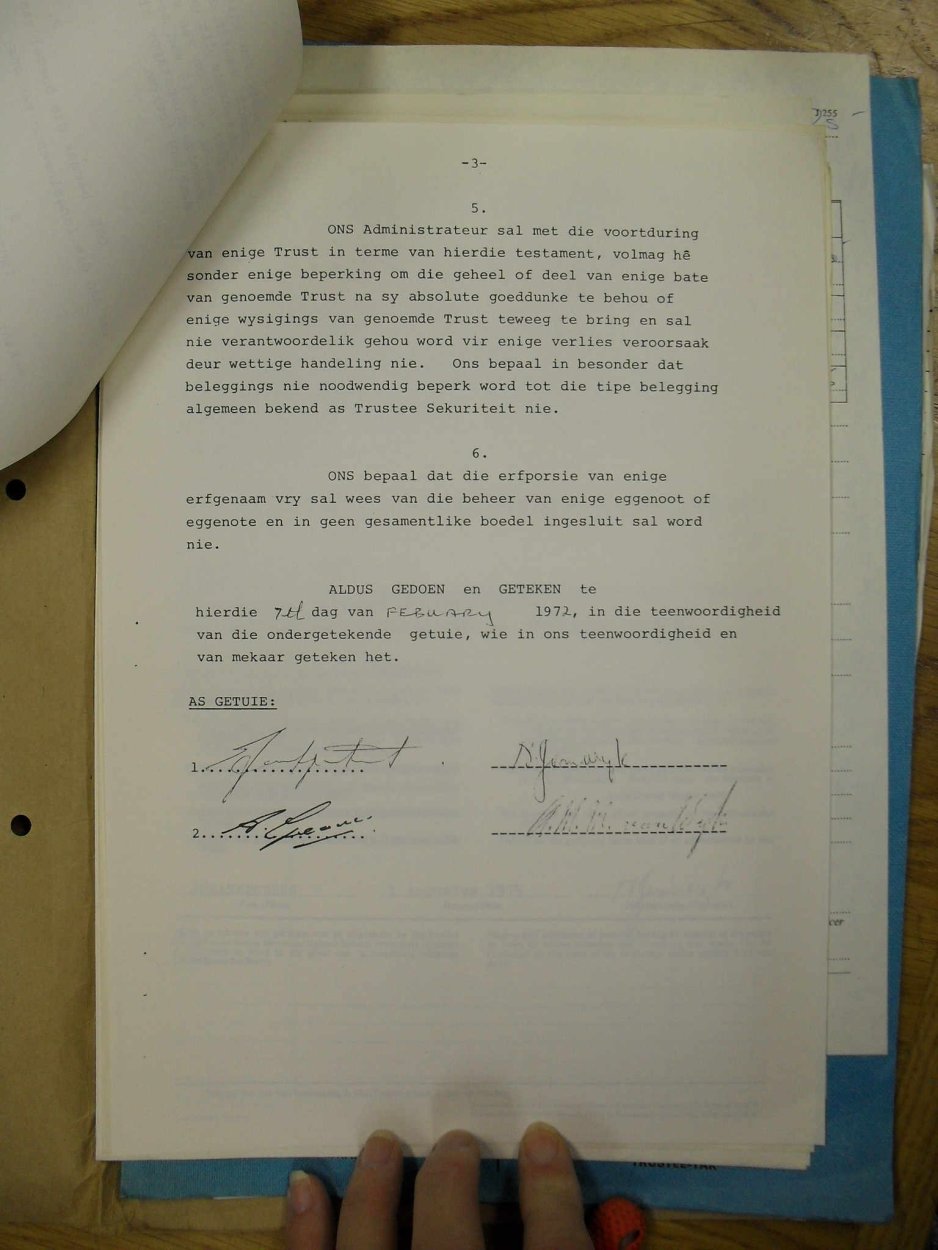 -3-
5.
ONS Administrateur sal met die voortduring
van enige Trust in terme van hierdie testament, volmag hê
sonder enige beperking om die geheel of deel van enige bate
van genoemde Trust na sy absolute goeddunke te behou of
enige wysigings van genoemde Trust teweeg te bring en sal
nie verantwoordelik gehou word vir enige verlies veroorsaak
deur wettige handeling nie. Ons bepaal in besonder dat
beleggings nie noodwendig beperk word tot die tipe belegging
algemeen bekend as Trustee Sekuriteit nie.
6.
ONS bepaal dat die erfporsie van enige
erfgenaam vry sal wees van die beheer van enige eggenoot of
eggenote en in geen gesamentlike boedel ingesluit sal word
nie.
ALDUS GEDOEN en GETEKEN te
hierdie 7th dag van FEBUARY 1972, in die teenwoordigheid
van die ondergetekende getuie, wie in ons teenwoordigheid en
van mekaar geteken het.
AS GETUIE:
1.
2.
van Wyk
TRUSTEE-TAK